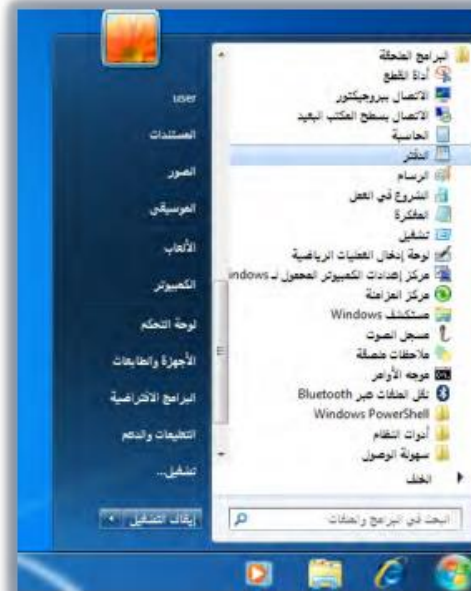 البرامج الملحقة
أداة القطع
الاتصال ببروجيكتور
الاتصال بسطح المكتب البعيد
الحاسبة
الدفتر
الرسام
الشروع في العمل
المفكرة
تشغيل
لوحة إدخال العمليات الرياضية
مركز إعدادات الكمبيوتر المحمول لـ indows
مركز المزامنة
مستكشف Windows
مسجل الصوت
ملاحظات ملصقة
موجه الأوامر
نقل الملفات عبر Bluetooth
Windows PowerShell
أدوات النظام
سهولة الوصول
الخلف
البحث في البرامج والملفات
user
المستندات
الصور
الموسيقى
الألعاب
الكمبيوتر
لوحة التحكم
الأجهزة والطابعات
البرامج الافتراضية
التعليمات والدعم
تشغيل...
إيقاف التشغيل